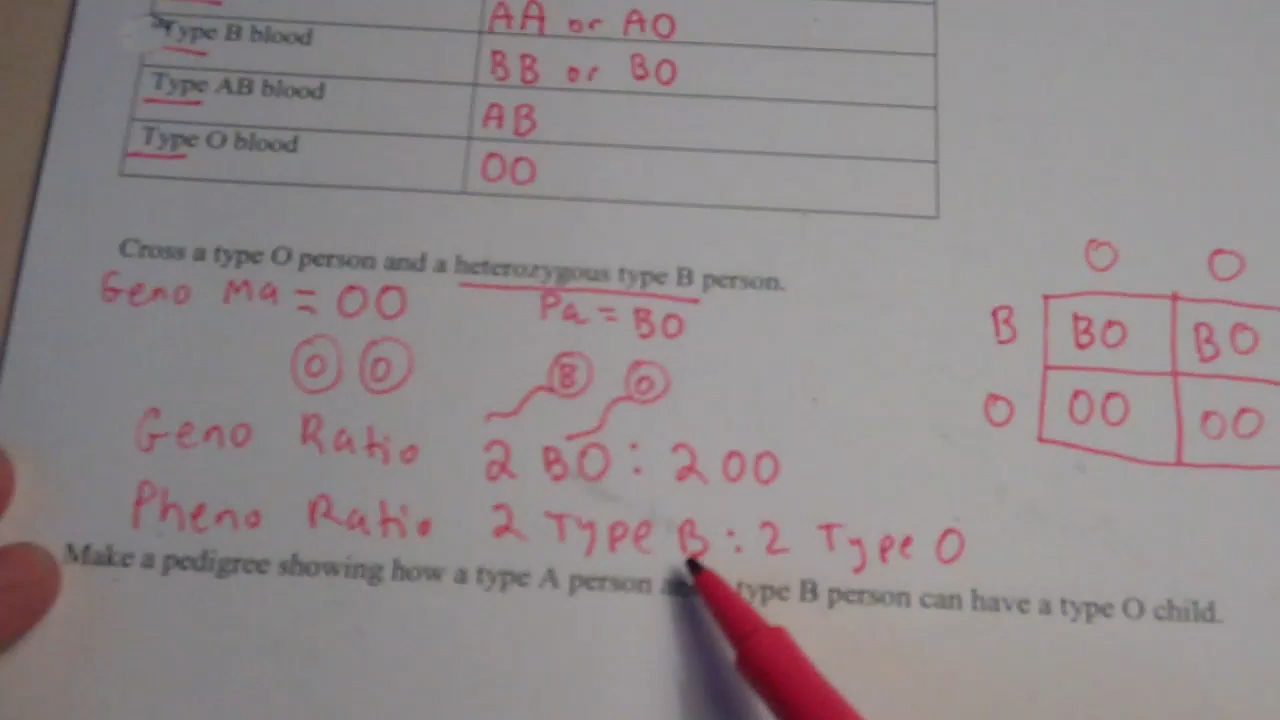 AA or AO
Type B blood
BB or BO
Type AB blood
AB
Type O blood
OO
Cross a type O person and a heterozygous type B person.
Geno Ma = OO
Pa = BO
O O
B O
Geno Ratio 2 BO : 2 OO
Pheno Ratio 2 Type B : 2 Type O
Make a pedigree showing how a type A person type B person can have a type O child.
O O
B BO BO
O OO OO